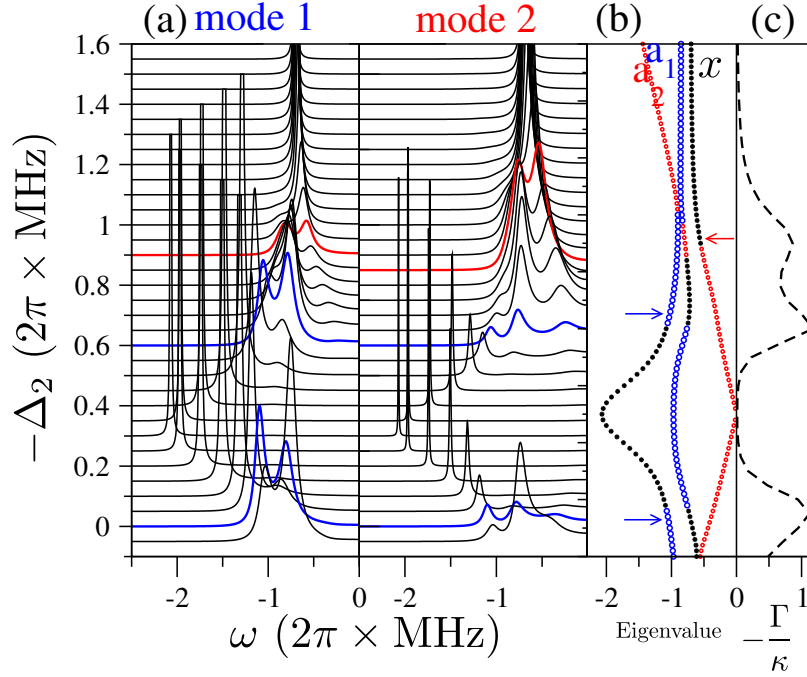 (a) mode 1 mode 2 (b) (c)
1.6
1.4
1.2
1
0.8
0.6
0.4
0.2
0
−Δ₂ (2π × MHz)
a₁
a₂
x
-2 -1 -2 -1 0 -2 -1 0 1
ω (2π × MHz)
Eigenvalue
−Γ/κ